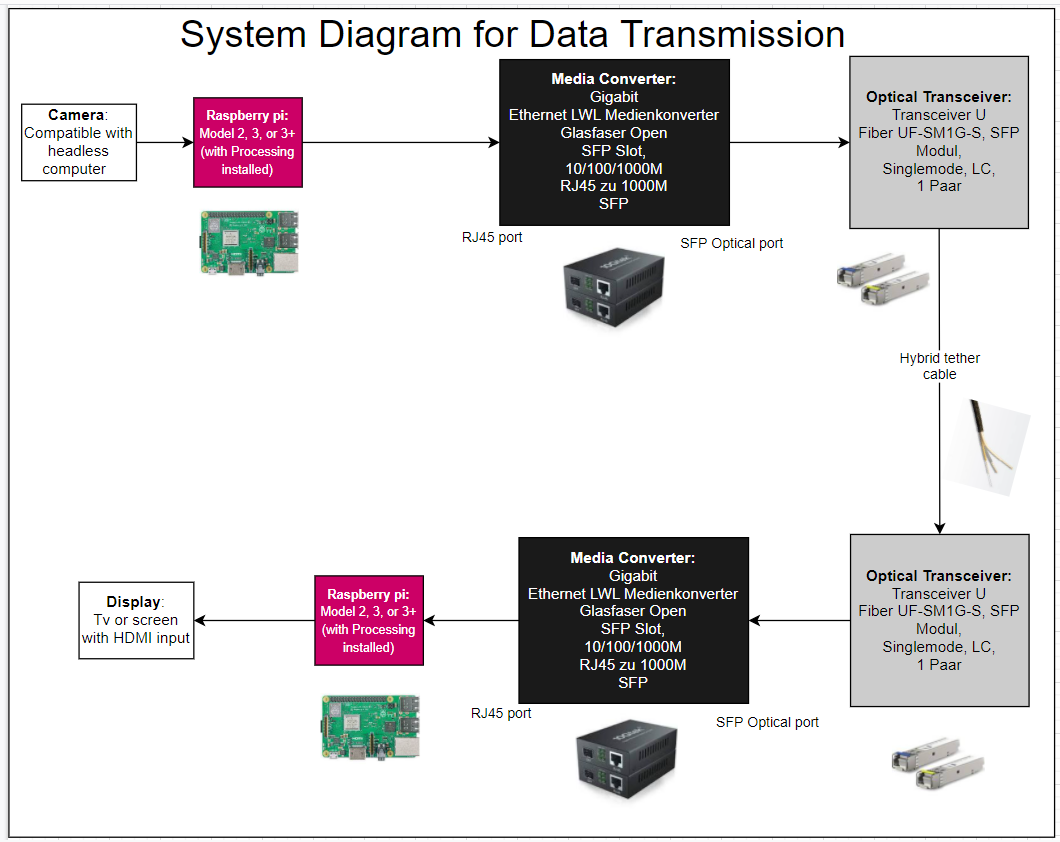 System Diagram for Data Transmission
Camera:
Compatible with
headless
computer
Raspberry pi:
Model 2, 3, or 3+
(with Processing
installed)
Media Converter:
Gigabit
Ethernet LWL Medienkonverter
Glasfaser Open
SFP Slot,
10/100/1000M
RJ45 zu 1000M
SFP
Optical Transceiver:
Transceiver U
Fiber UF-SM1G-S, SFP
Modul,
Singlemode, LC,
1 Paar
RJ45 port
SFP Optical port
Hybrid tether
cable
Display:
Tv or screen
with HDMI input
Raspberry pi:
Model 2, 3, or 3+
(with Processing
installed)
Media Converter:
Gigabit
Ethernet LWL Medienkonverter
Glasfaser Open
SFP Slot,
10/100/1000M
RJ45 zu 1000M
SFP
Optical Transceiver:
Transceiver U
Fiber UF-SM1G-S, SFP
Modul,
Singlemode, LC,
1 Paar
RJ45 port
SFP Optical port